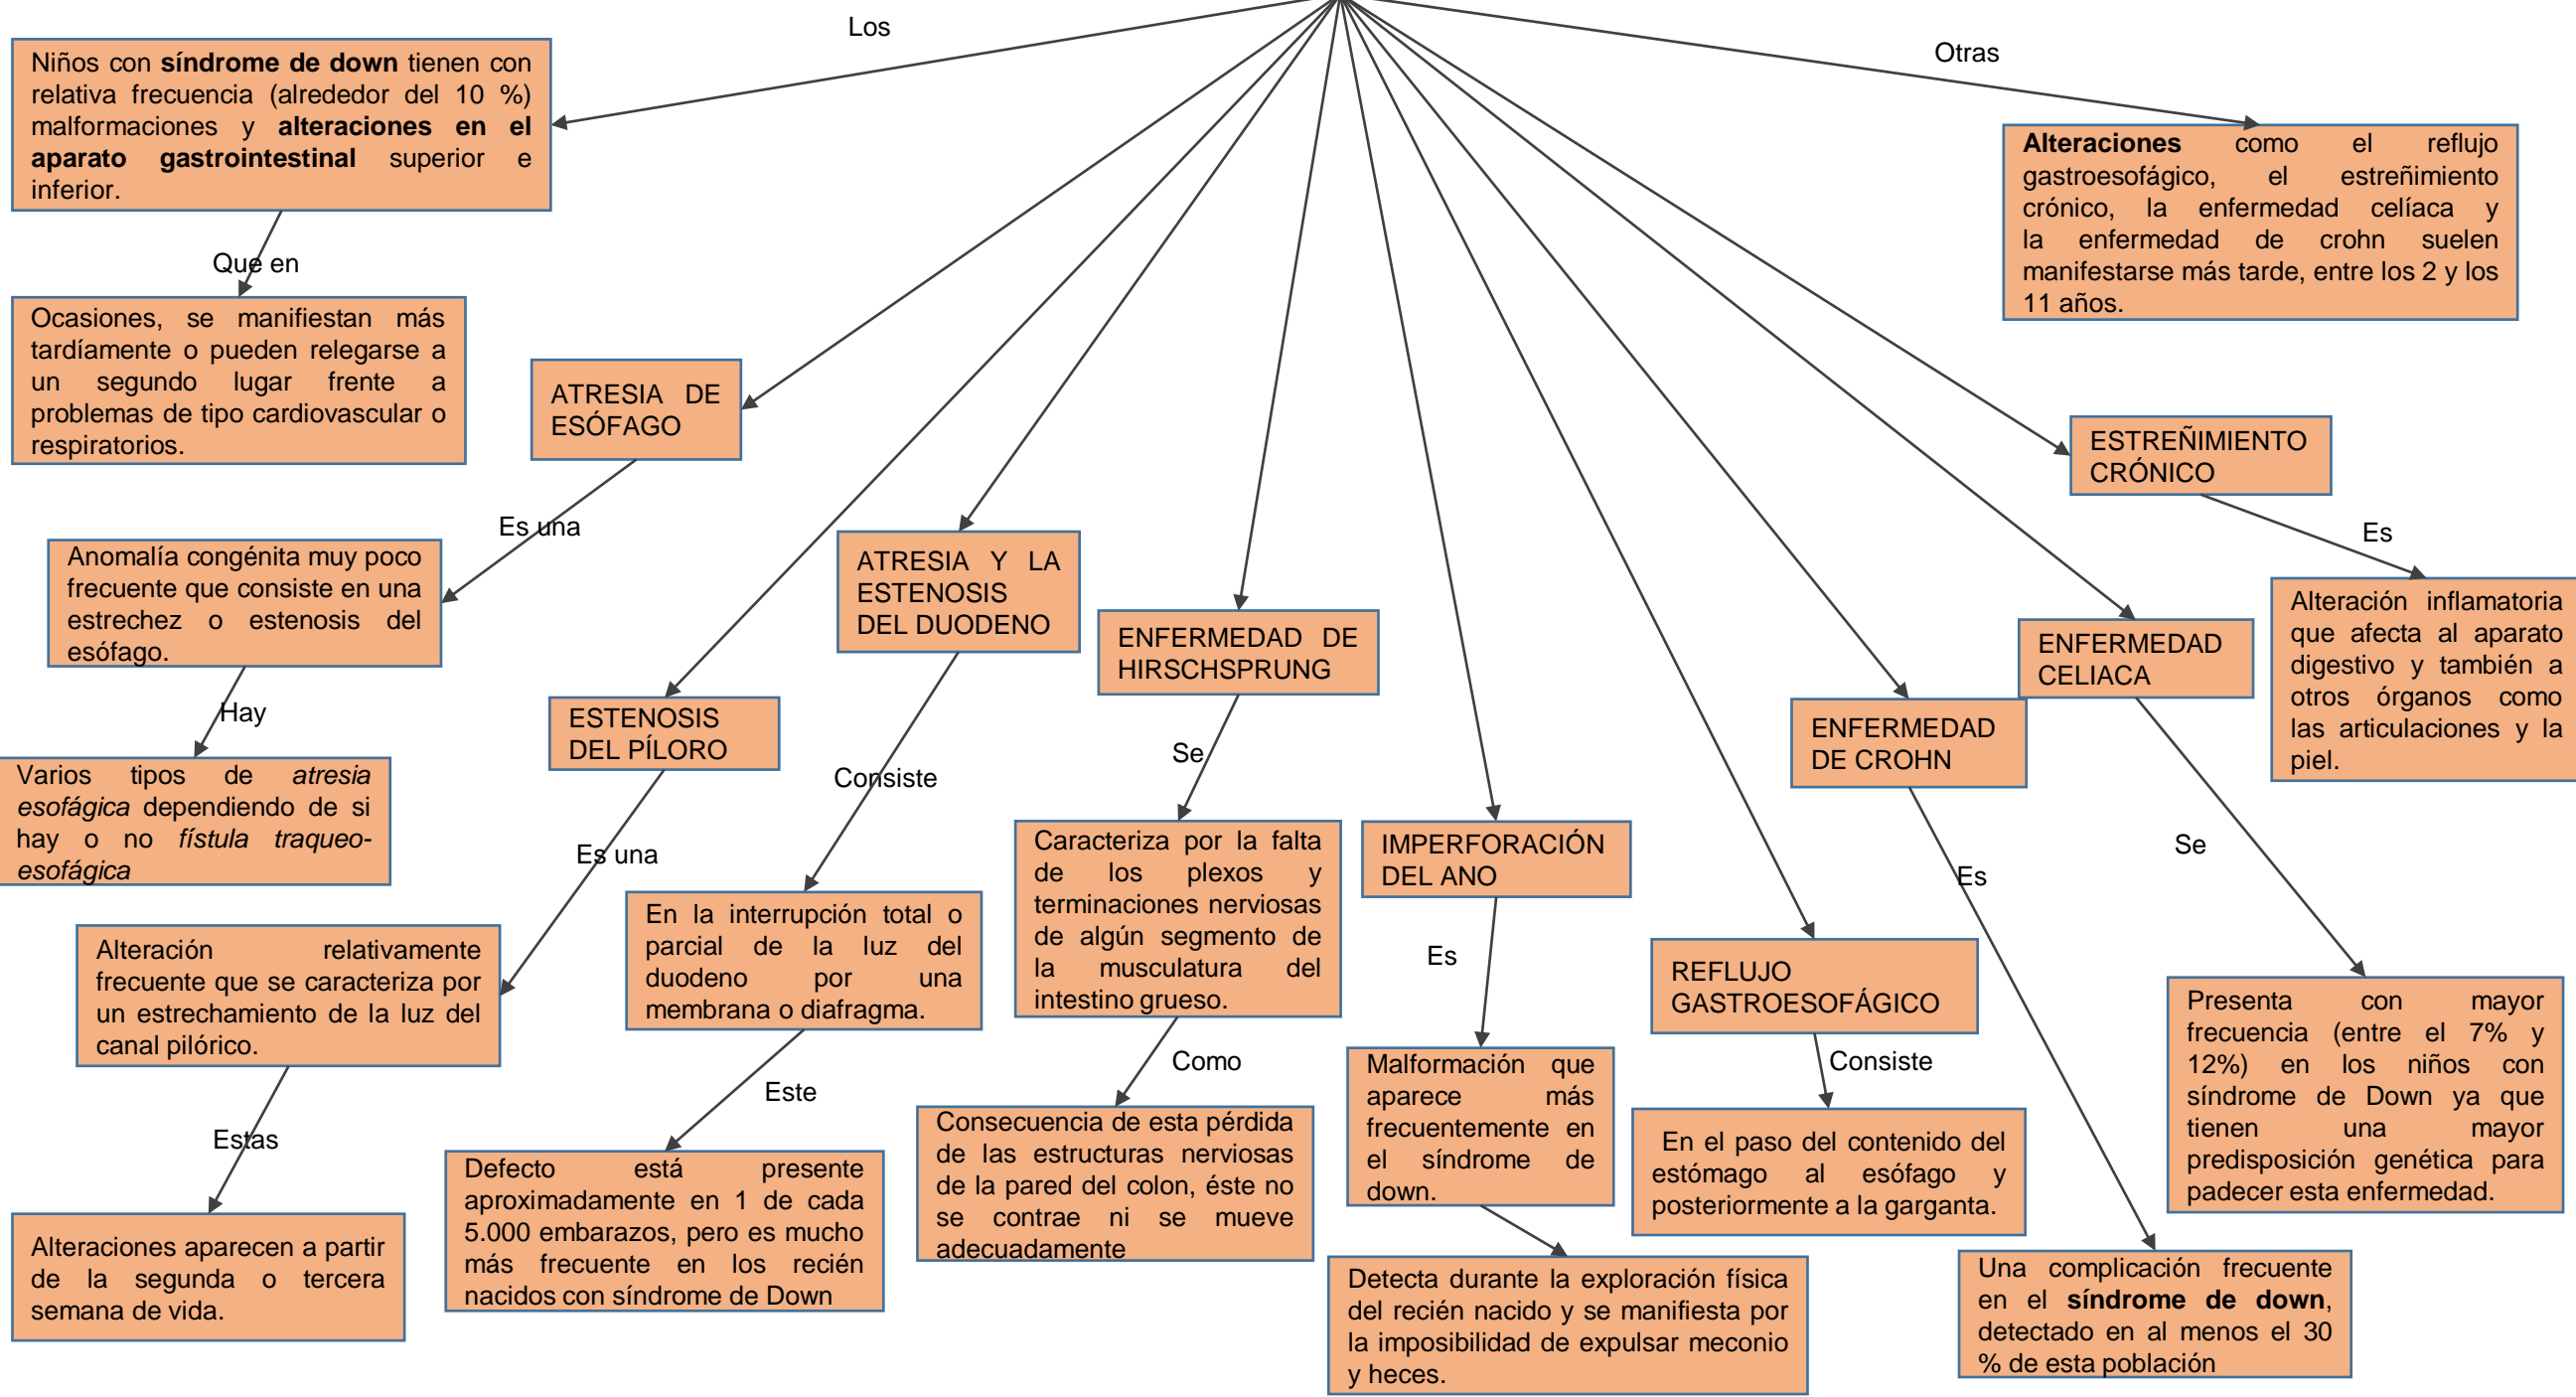 Los
Niños con síndrome de down tienen con
relativa frecuencia (alrededor del 10 %)
malformaciones y alteraciones en el
aparato gastrointestinal superior e
inferior.
Que en
Ocasiones, se manifiestan más
tardíamente o pueden relegarse a
un segundo lugar frente a
problemas de tipo cardiovascular o
respiratorios.
ATRESIA DE
ESÓFAGO
Es una
Anomalía congénita muy poco
frecuente que consiste en una
estrechez o estenosis del
esófago.
Hay
Varios tipos de atresia
esofágica dependiendo de si
hay o no fístula traqueo-
esofágica
ESTENOSIS
DEL PÍLORO
Es una
Alteración relativamente
frecuente que se caracteriza por
un estrechamiento de la luz del
canal pilórico.
Estas
Alteraciones aparecen a partir
de la segunda o tercera
semana de vida.
ATRESIA Y LA
ESTENOSIS
DEL DUODENO
Consiste
En la interrupción total o
parcial de la luz del
duodeno por una
membrana o diafragma.
Este
Defecto está presente
aproximadamente en 1 de cada
5.000 embarazos, pero es mucho
más frecuente en los recién
nacidos con síndrome de Down
ENFERMEDAD DE
HIRSCHSPRUNG
Se
Caracteriza por la falta
de los plexos y
terminaciones nerviosas
de algún segmento de
la musculatura del
intestino grueso.
Como
Consecuencia de esta pérdida
de las estructuras nerviosas
de la pared del colon, éste no
se contrae ni se mueve
adecuadamente
IMPERFORACIÓN
DEL ANO
Es
Malformación que
aparece más
frecuentemente en
el síndrome de
down.
Detecta durante la exploración física
del recién nacido y se manifiesta por
la imposibilidad de expulsar meconio
y heces.
REFLUJO
GASTROESOFÁGICO
Consiste
En el paso del contenido del
estómago al esófago y
posteriormente a la garganta.
ENFERMEDAD
DE CROHN
Es
Una complicación frecuente
en el síndrome de down,
detectado en al menos el 30
% de esta población
ENFERMEDAD
CELIACA
Se
Presenta con mayor
frecuencia (entre el 7% y
12%) en los niños con
síndrome de Down ya que
tienen una mayor
predisposición genética para
padecer esta enfermedad.
ESTREÑIMIENTO
CRÓNICO
Es
Alteración inflamatoria
que afecta al aparato
digestivo y también a
otros órganos como
las articulaciones y la
piel.
Otras
Alteraciones como el reflujo
gastroesofágico, el estreñimiento
crónico, la enfermedad celíaca y
la enfermedad de crohn suelen
manifestarse más tarde, entre los 2 y los
11 años.